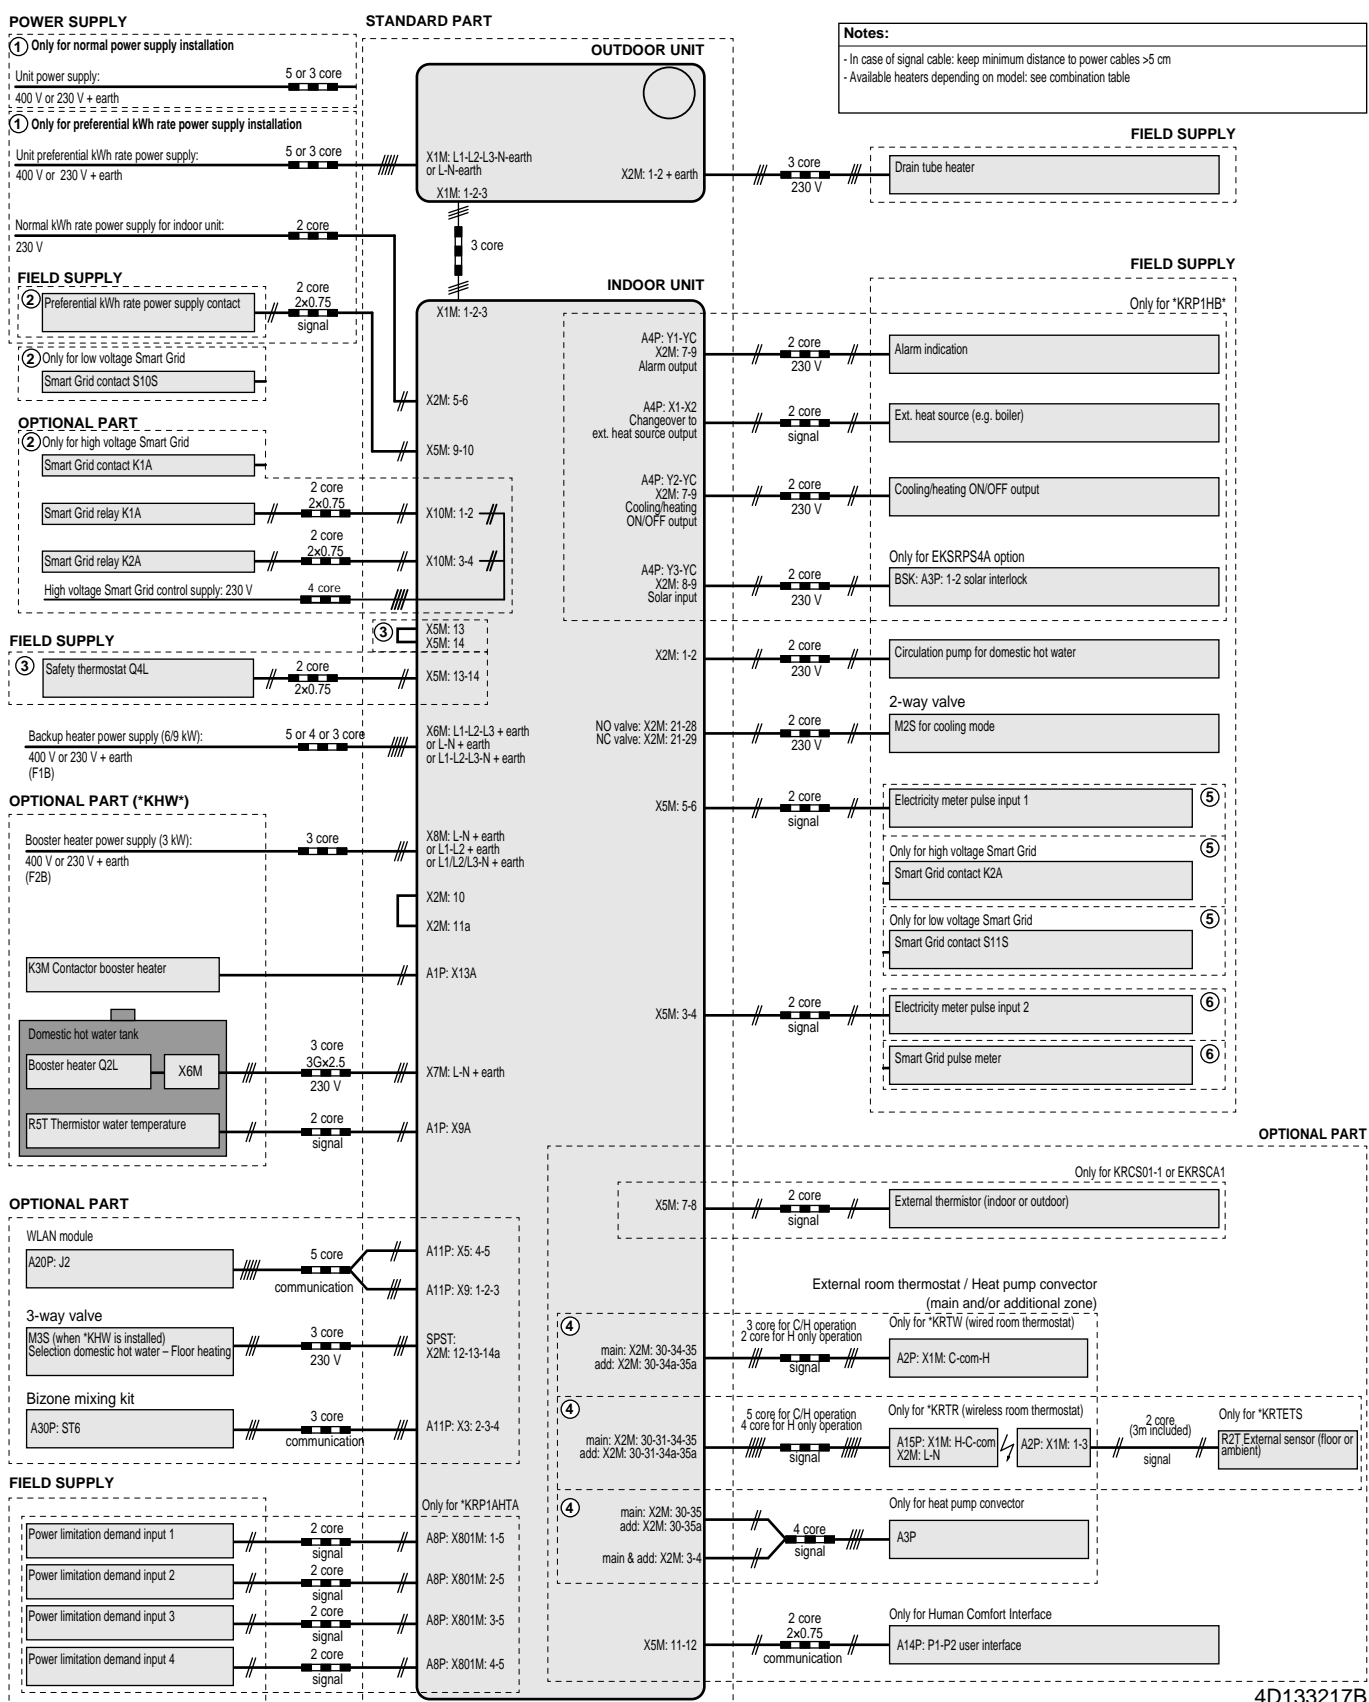 POWER SUPPLY
① Only for normal power supply installation
Unit power supply:
5 or 3 core
400 V or 230 V + earth
① Only for preferential kWh rate power supply installation
Unit preferential kWh rate power supply:
5 or 3 core
400 V or 230 V + earth
Normal kWh rate power supply for indoor unit:
2 core
230 V
FIELD SUPPLY
② Preferential kWh rate power supply contact
2 core
2×0.75
signal
② Only for low voltage Smart Grid
Smart Grid contact S10S
OPTIONAL PART
② Only for high voltage Smart Grid
Smart Grid contact K1A
Smart Grid relay K1A
2 core
2×0.75
Smart Grid relay K2A
2 core
2×0.75
High voltage Smart Grid control supply: 230 V
4 core
FIELD SUPPLY
③ Safety thermostat Q4L
2 core
2×0.75
Backup heater power supply (6/9 kW):
5 or 4 or 3 core
400 V or 230 V + earth
(F1B)
OPTIONAL PART (*KHW*)
Booster heater power supply (3 kW):
3 core
400 V or 230 V + earth
(F2B)
K3M Contactor booster heater
Domestic hot water tank
Booster heater Q2L
X6M
3 core
3G×2.5
230 V
R5T Thermistor water temperature
2 core
signal
OPTIONAL PART
WLAN module
A20P: J2
5 core
communication
3-way valve
M3S (when *KHW is installed)
Selection domestic hot water – Floor heating
3 core
230 V
Bizone mixing kit
A30P: ST6
3 core
communication
FIELD SUPPLY
Power limitation demand input 1
2 core
signal
Power limitation demand input 2
2 core
signal
Power limitation demand input 3
2 core
signal
Power limitation demand input 4
2 core
signal
STANDARD PART
OUTDOOR UNIT
X1M: L1-L2-L3-N-earth
or L-N-earth
X2M: 1-2 + earth
X1M: 1-2-3
3 core
INDOOR UNIT
X1M: 1-2-3
X2M: 5-6
X5M: 9-10
X10M: 1-2
X10M: 3-4
③
X5M: 13
X5M: 14
X5M: 13-14
X6M: L1-L2-L3 + earth
or L-N + earth
or L1-L2-L3-N + earth
X8M: L-N + earth
or L1-L2 + earth
or L1/L2/L3-N + earth
X2M: 10
X2M: 11a
A1P: X13A
X7M: L-N + earth
A1P: X9A
A11P: X5: 4-5
A11P: X9: 1-2-3
SPST:
X2M: 12-13-14a
A11P: X3: 2-3-4
Only for *KRP1AHTA
A8P: X801M: 1-5
A8P: X801M: 2-5
A8P: X801M: 3-5
A8P: X801M: 4-5
Notes:
- In case of signal cable: keep minimum distance to power cables >5 cm
- Available heaters depending on model: see combination table
FIELD SUPPLY
3 core
230 V
Drain tube heater
FIELD SUPPLY
Only for *KRP1HB*
A4P: Y1-YC
X2M: 7-9
Alarm output
2 core
230 V
Alarm indication
A4P: X1-X2
Changeover to
ext. heat source output
2 core
signal
Ext. heat source (e.g. boiler)
A4P: Y2-YC
X2M: 7-9
Cooling/heating
ON/OFF output
2 core
230 V
Cooling/heating ON/OFF output
Only for EKSRPS4A option
A4P: Y3-YC
X2M: 8-9
Solar input
2 core
230 V
BSK: A3P: 1-2 solar interlock
X2M: 1-2
2 core
230 V
Circulation pump for domestic hot water
2-way valve
NO valve: X2M: 21-28
NC valve: X2M: 21-29
2 core
230 V
M2S for cooling mode
X5M: 5-6
2 core
signal
Electricity meter pulse input 1
⑤
Only for high voltage Smart Grid
⑤
Smart Grid contact K2A
Only for low voltage Smart Grid
⑤
Smart Grid contact S11S
X5M: 3-4
2 core
signal
Electricity meter pulse input 2
⑥
Smart Grid pulse meter
⑥
OPTIONAL PART
Only for KRCS01-1 or EKRSCA1
X5M: 7-8
2 core
signal
External thermistor (indoor or outdoor)
External room thermostat / Heat pump convector
(main and/or additional zone)
④
3 core for C/H operation
2 core for H only operation
Only for *KRTW (wired room thermostat)
main: X2M: 30-34-35
add: X2M: 30-34a-35a
signal
A2P: X1M: C-com-H
④
5 core for C/H operation
4 core for H only operation
Only for *KRTR (wireless room thermostat)
main: X2M: 30-31-34-35
add: X2M: 30-31-34a-35a
signal
A15P: X1M: H-C-com
X2M: L-N
A2P: X1M: 1-3
2 core
(3m included)
signal
Only for *KRTETS
R2T External sensor (floor or
ambient)
④
Only for heat pump convector
main: X2M: 30-35
add: X2M: 30-35a
main & add: X2M: 3-4
4 core
signal
A3P
Only for Human Comfort Interface
X5M: 11-12
2 core
2×0.75
communication
A14P: P1-P2 user interface
4D133217B